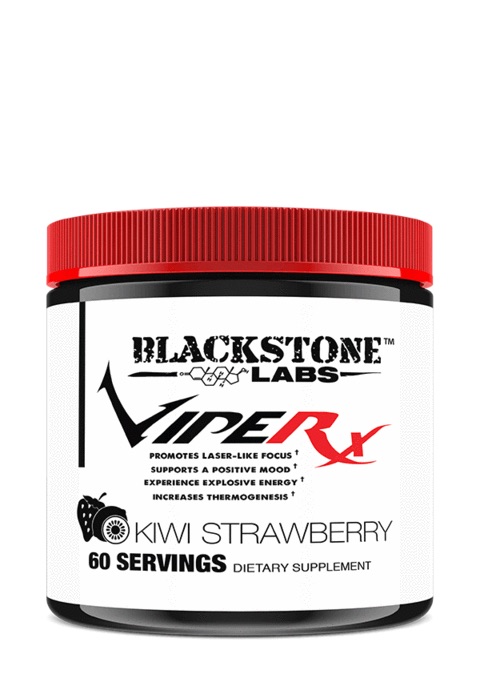 BLACKSTONE™
LABS
VIPERX
PROMOTES LASER-LIKE FOCUS†
SUPPORTS A POSITIVE MOOD†
EXPERIENCE EXPLOSIVE ENERGY†
INCREASES THERMOGENESIS†
KIWI STRAWBERRY
60 SERVINGS DIETARY SUPPLEMENT